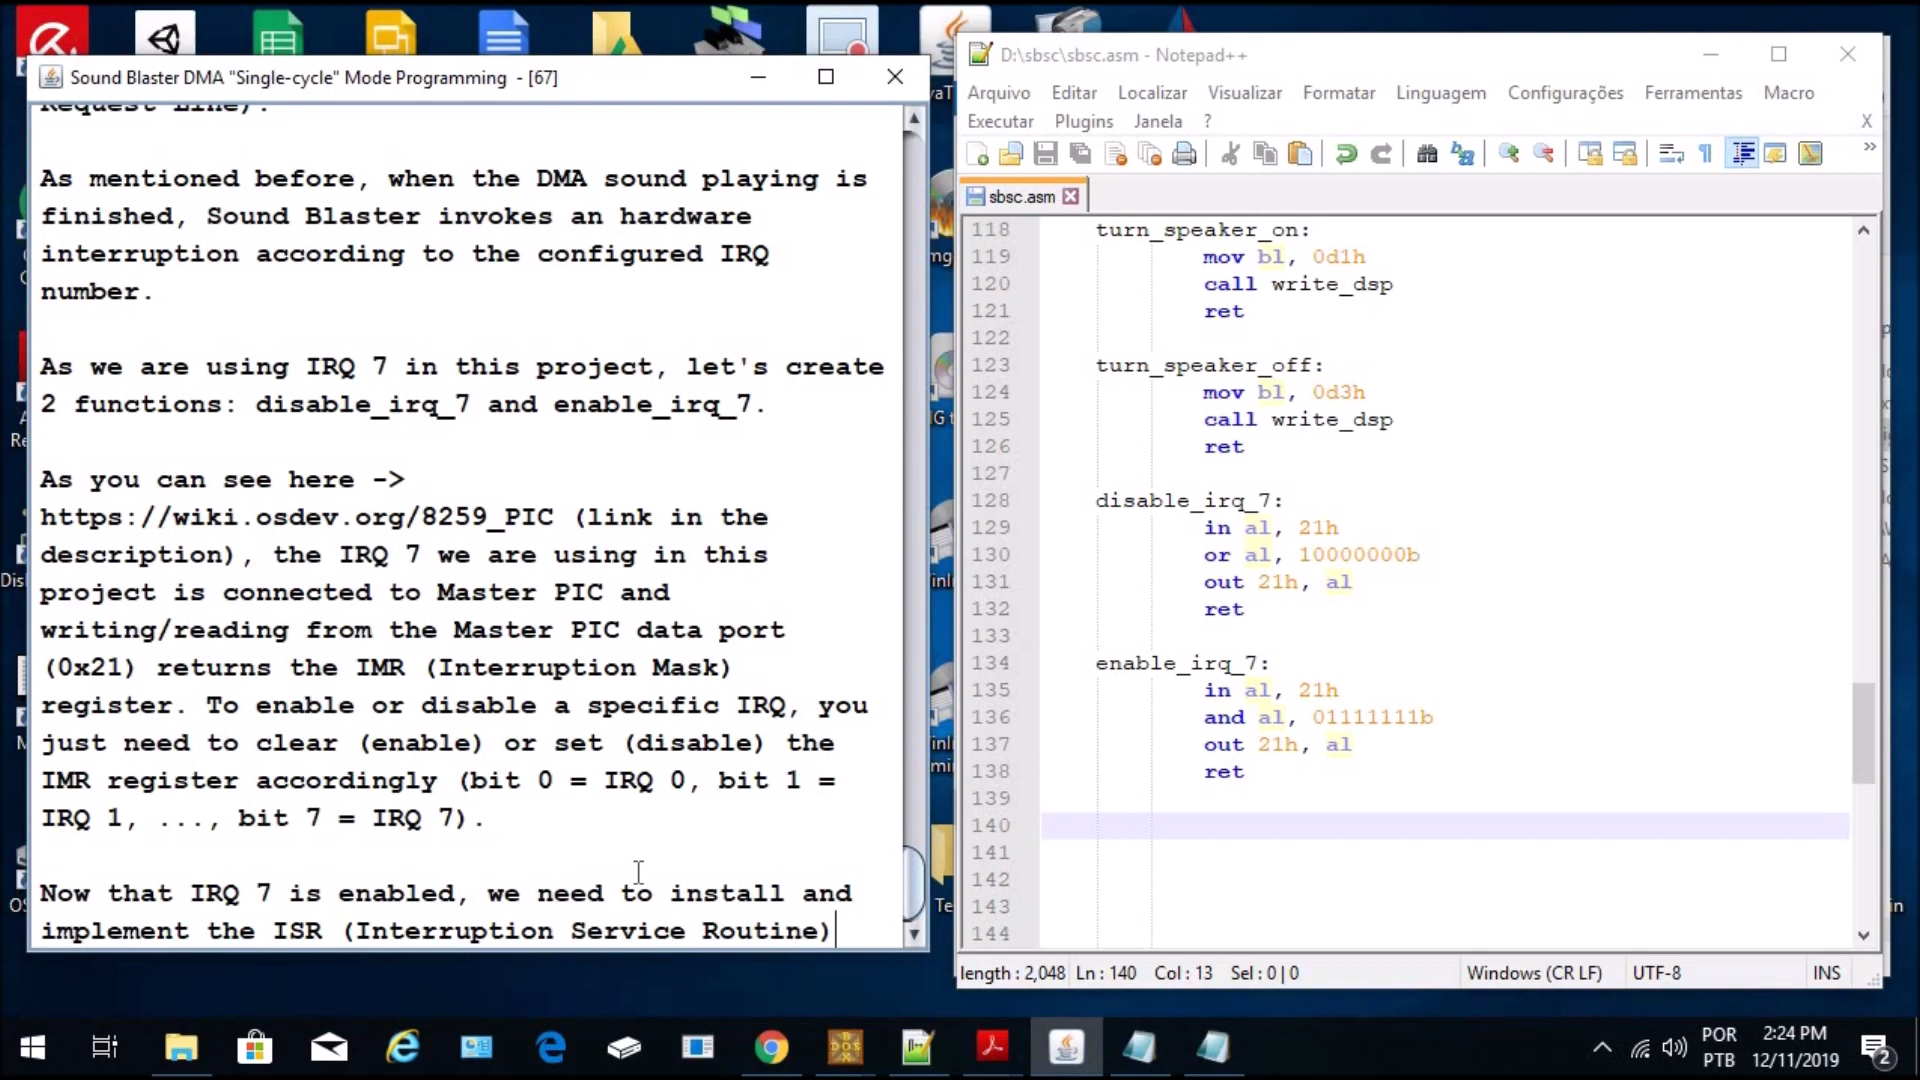 Sound Blaster DMA "Single-cycle" Mode Programming - [67]
Request Line).
As mentioned before, when the DMA sound playing is
finished, Sound Blaster invokes an hardware
interruption according to the configured IRQ
number.
As we are using IRQ 7 in this project, let's create
2 functions: disable_irq_7 and enable_irq_7.
As you can see here ->
https://wiki.osdev.org/8259_PIC (link in the
description), the IRQ 7 we are using in this
project is connected to Master PIC and
writing/reading from the Master PIC data port
(0x21) returns the IMR (Interruption Mask)
register. To enable or disable a specific IRQ, you
just need to clear (enable) or set (disable) the
IMR register accordingly (bit 0 = IRQ 0, bit 1 =
IRQ 1, ..., bit 7 = IRQ 7).
Now that IRQ 7 is enabled, we need to install and
implement the ISR (Interruption Service Routine)
D:\sbsc\sbsc.asm - Notepad++
Arquivo Editar Localizar Visualizar Formatar Linguagem Configurações Ferramentas Macro
Executar Plugins Janela ? X
sbsc.asm
118 turn_speaker_on:
119 mov bl, 0d1h
120 call write_dsp
121 ret
122
123 turn_speaker_off:
124 mov bl, 0d3h
125 call write_dsp
126 ret
127
128 disable_irq_7:
129 in al, 21h
130 or al, 10000000b
131 out 21h, al
132 ret
133
134 enable_irq_7:
135 in al, 21h
136 and al, 01111111b
137 out 21h, al
138 ret
139
140
141
142
143
144
length : 2,048 Ln : 140 Col : 13 Sel : 0 | 0 Windows (CR LF) UTF-8 INS
POR
PTB
2:24 PM
12/11/2019
2